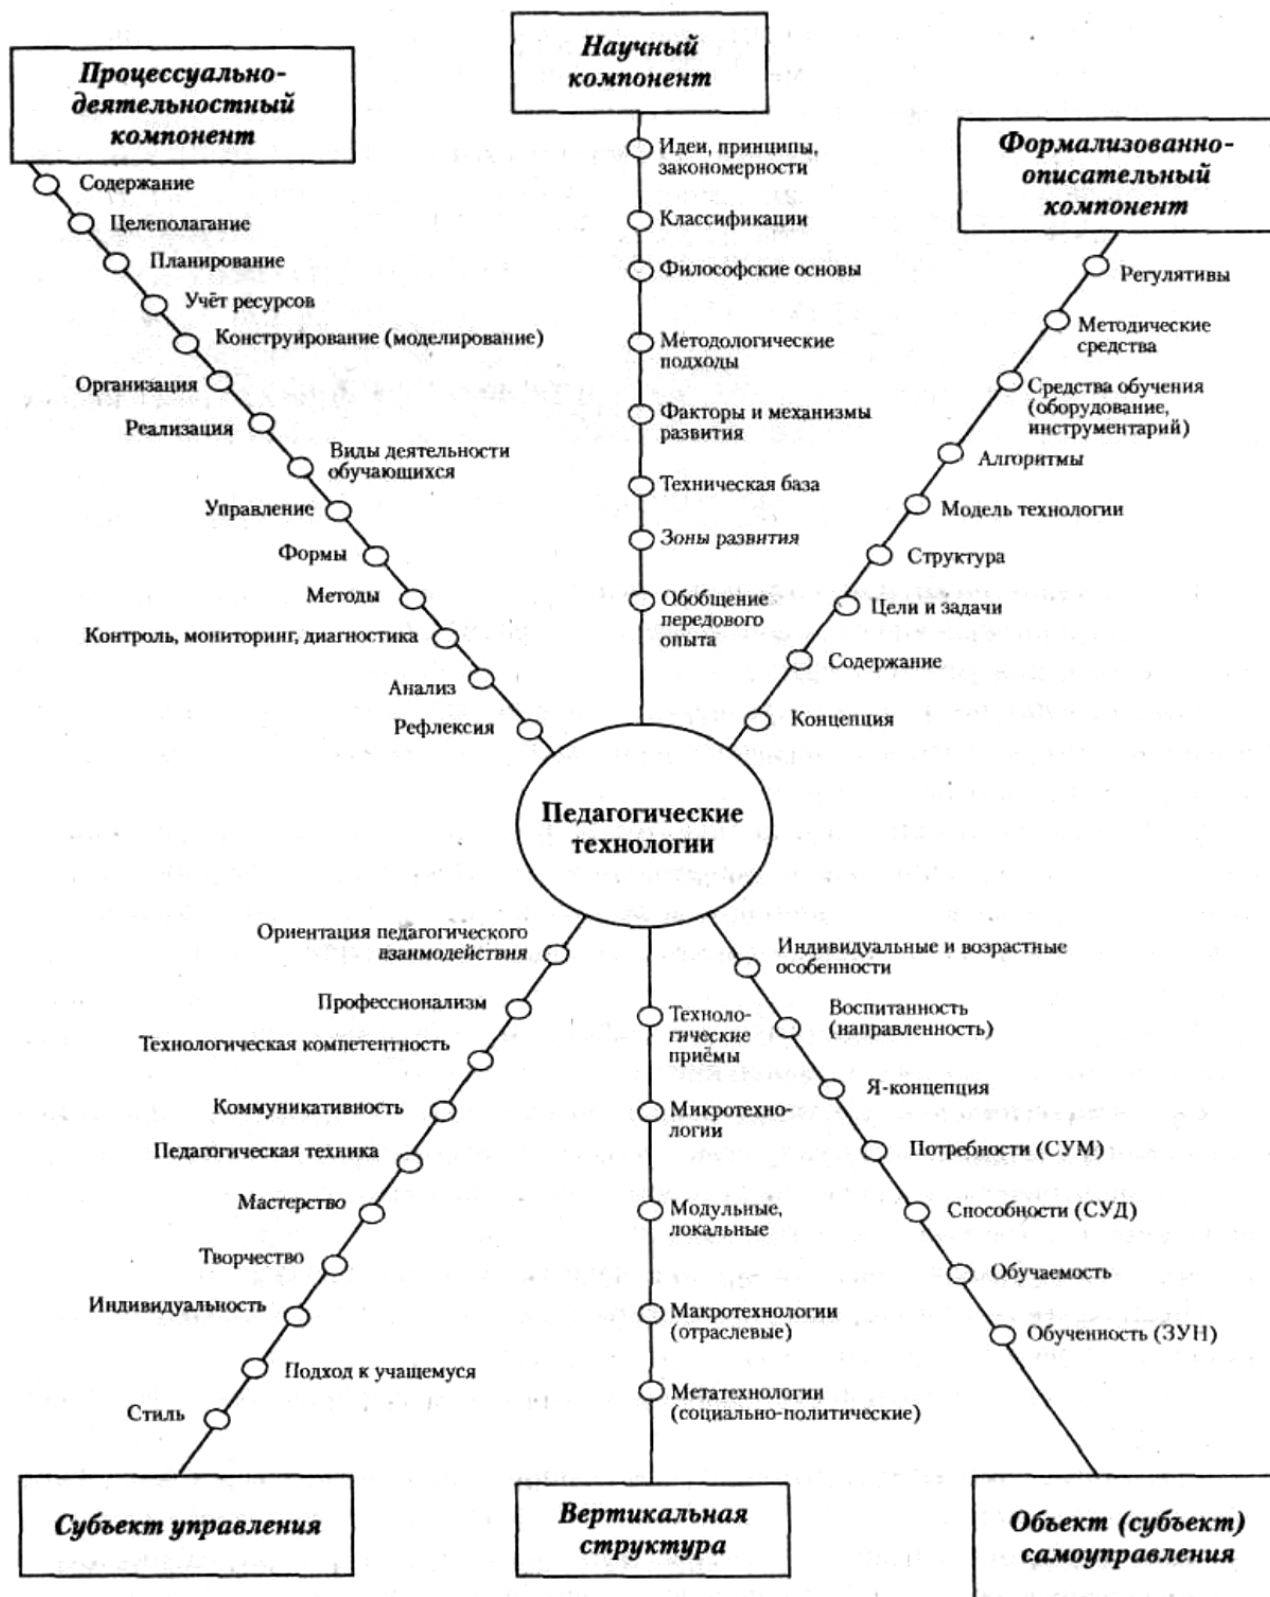 Процессуально-
деятельностный
компонент
Содержание
Целеполагание
Планирование
Учёт ресурсов
Конструирование (моделирование)
Организация
Реализация
Виды деятельности
обучающихся
Управление
Формы
Методы
Контроль, мониторинг, диагностика
Анализ
Рефлексия
Научный
компонент
Идеи, принципы,
закономерности
Классификации
Философские основы
Методологические
подходы
Факторы и механизмы
развития
Техническая база
Зоны развития
Обобщение
передового
опыта
Формализованно-
описательный
компонент
Регулятивы
Методические
средства
Средства обучения
(оборудование,
инструментарий)
Алгоритмы
Модель технологии
Структура
Цели и задачи
Содержание
Концепция
Педагогические
технологии
Ориентация педагогического
взаимодействия
Профессионализм
Технологическая компетентность
Коммуникативность
Педагогическая техника
Мастерство
Творчество
Индивидуальность
Подход к учащемуся
Стиль
Субъект управления
Техноло-
гические
приёмы
Микротехно-
логии
Модульные,
локальные
Макротехнологии
(отраслевые)
Метатехнологии
(социально-политические)
Вертикальная
структура
Индивидуальные и возрастные
особенности
Воспитанность
(направленность)
Я-концепция
Потребности (СУМ)
Способности (СУД)
Обучаемость
Обученность (ЗУН)
Объект (субъект)
самоуправления